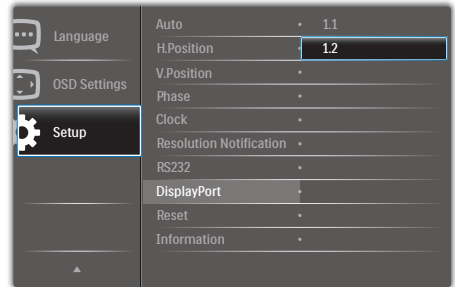 Language
OSD Settings
Setup
Auto
H.Position
V.Position
Phase
Clock
Resolution Notification
RS232
DisplayPort
Reset
Information
1.1
1.2